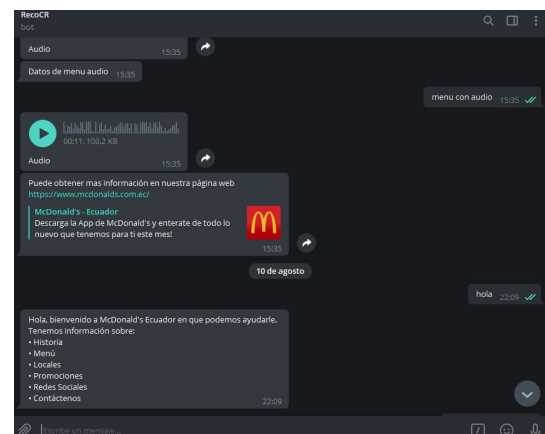 RecoCR
bot
Audio
15:35
Datos de menu audio 15:35
menu con audio 15:35
00:11, 100.2 KB
Audio
15:35
Puede obtener mas información en nuestra página web
https://www.mcdonalds.com.ec/
McDonald's - Ecuador
Descarga la App de McDonald's y enterate de todo lo
nuevo que tenemos para ti este mes!
15:35
10 de agosto
hola 22:09
Hola, bienvenido a McDonald's Ecuador en que podemos ayudarle.
Tenemos información sobre:
• Historia
• Menú
• Locales
• Promociones
• Redes Sociales
• Contáctenos
22:09
Escribe un mensaje...